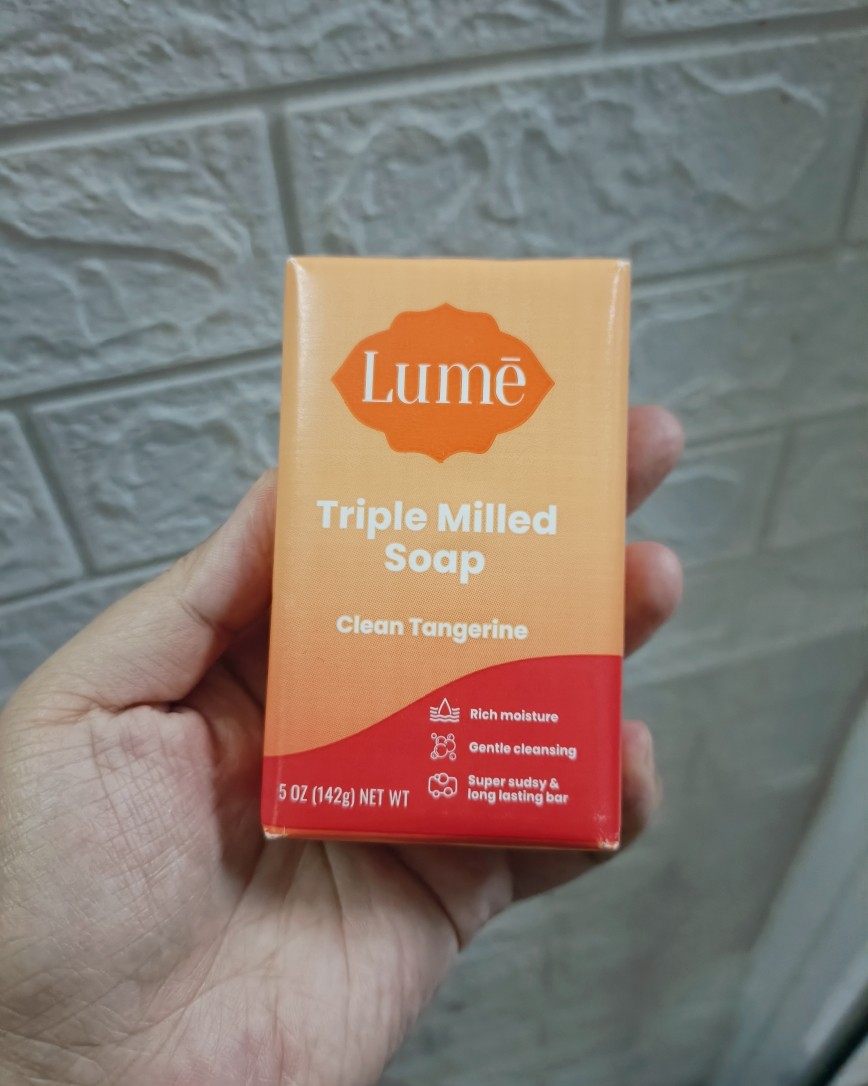 Lumē
Triple Milled
Soap
Clean Tangerine
Rich moisture
Gentle cleansing
Super sudsy &
long lasting bar
5 OZ (142g) NET WT